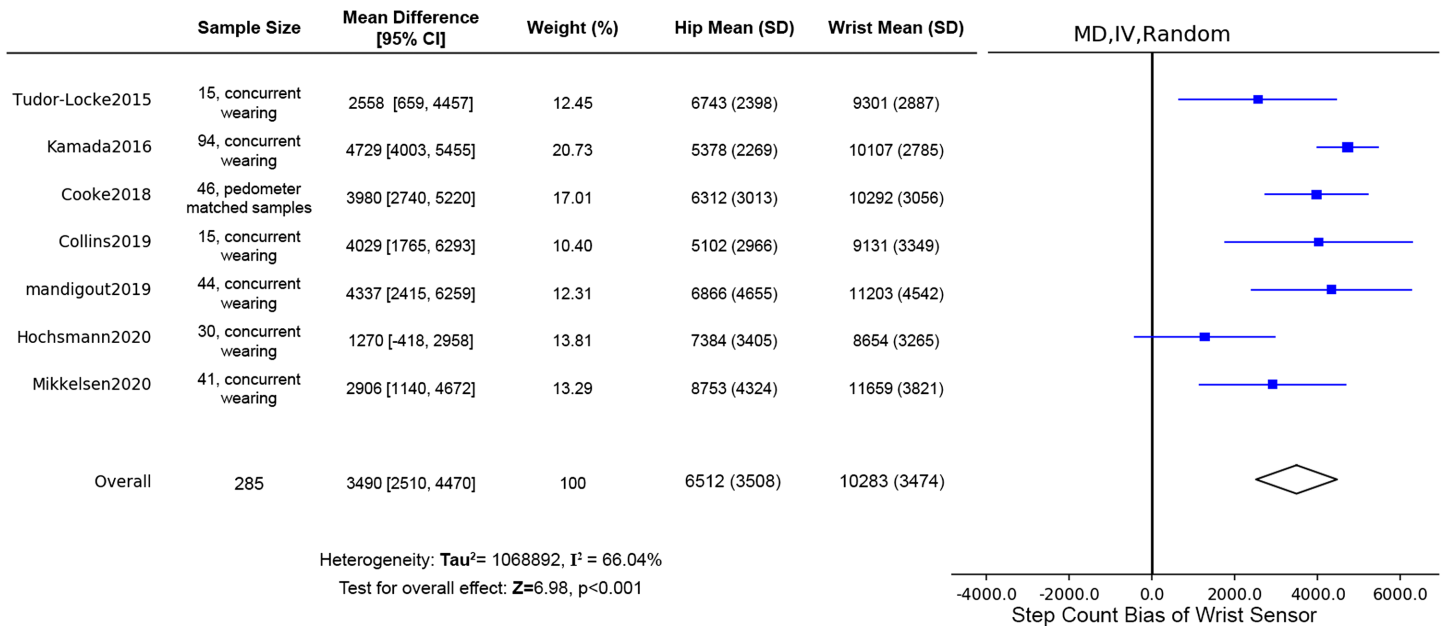 Sample Size Mean Difference [95% CI] Weight (%) Hip Mean (SD) Wrist Mean (SD) MD,IV,Random
Tudor-Locke2015 15, concurrent wearing 2558 [659, 4457] 12.45 6743 (2398) 9301 (2887)
Kamada2016 94, concurrent wearing 4729 [4003, 5455] 20.73 5378 (2269) 10107 (2785)
Cooke2018 46, pedometer matched samples 3980 [2740, 5220] 17.01 6312 (3013) 10292 (3056)
Collins2019 15, concurrent wearing 4029 [1765, 6293] 10.40 5102 (2966) 9131 (3349)
mandigout2019 44, concurrent wearing 4337 [2415, 6259] 12.31 6866 (4655) 11203 (4542)
Hochsmann2020 30, concurrent wearing 1270 [-418, 2958] 13.81 7384 (3405) 8654 (3265)
Mikkelsen2020 41, concurrent wearing 2906 [1140, 4672] 13.29 8753 (4324) 11659 (3821)
Overall 285 3490 [2510, 4470] 100 6512 (3508) 10283 (3474)
Heterogeneity: Tau²= 1068892, I² = 66.04%
Test for overall effect: Z=6.98, p<0.001
-4000.0 -2000.0 0.0 2000.0 4000.0 6000.0
Step Count Bias of Wrist Sensor